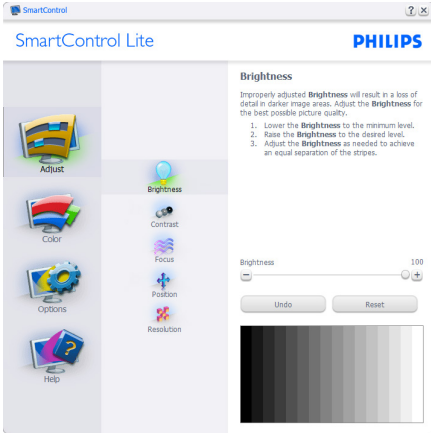 SmartControl
SmartControl Lite
PHILIPS
Adjust
Color
Options
Help
Brightness
Contrast
Focus
Position
Resolution
Brightness
Improperly adjusted Brightness will result in a loss of
detail in darker image areas. Adjust the Brightness for
the best possible picture quality.
1. Lower the Brightness to the minimum level.
2. Raise the Brightness to the desired level.
3. Adjust the Brightness as needed to achieve
an equal separation of the stripes.
Brightness 100
Undo Reset